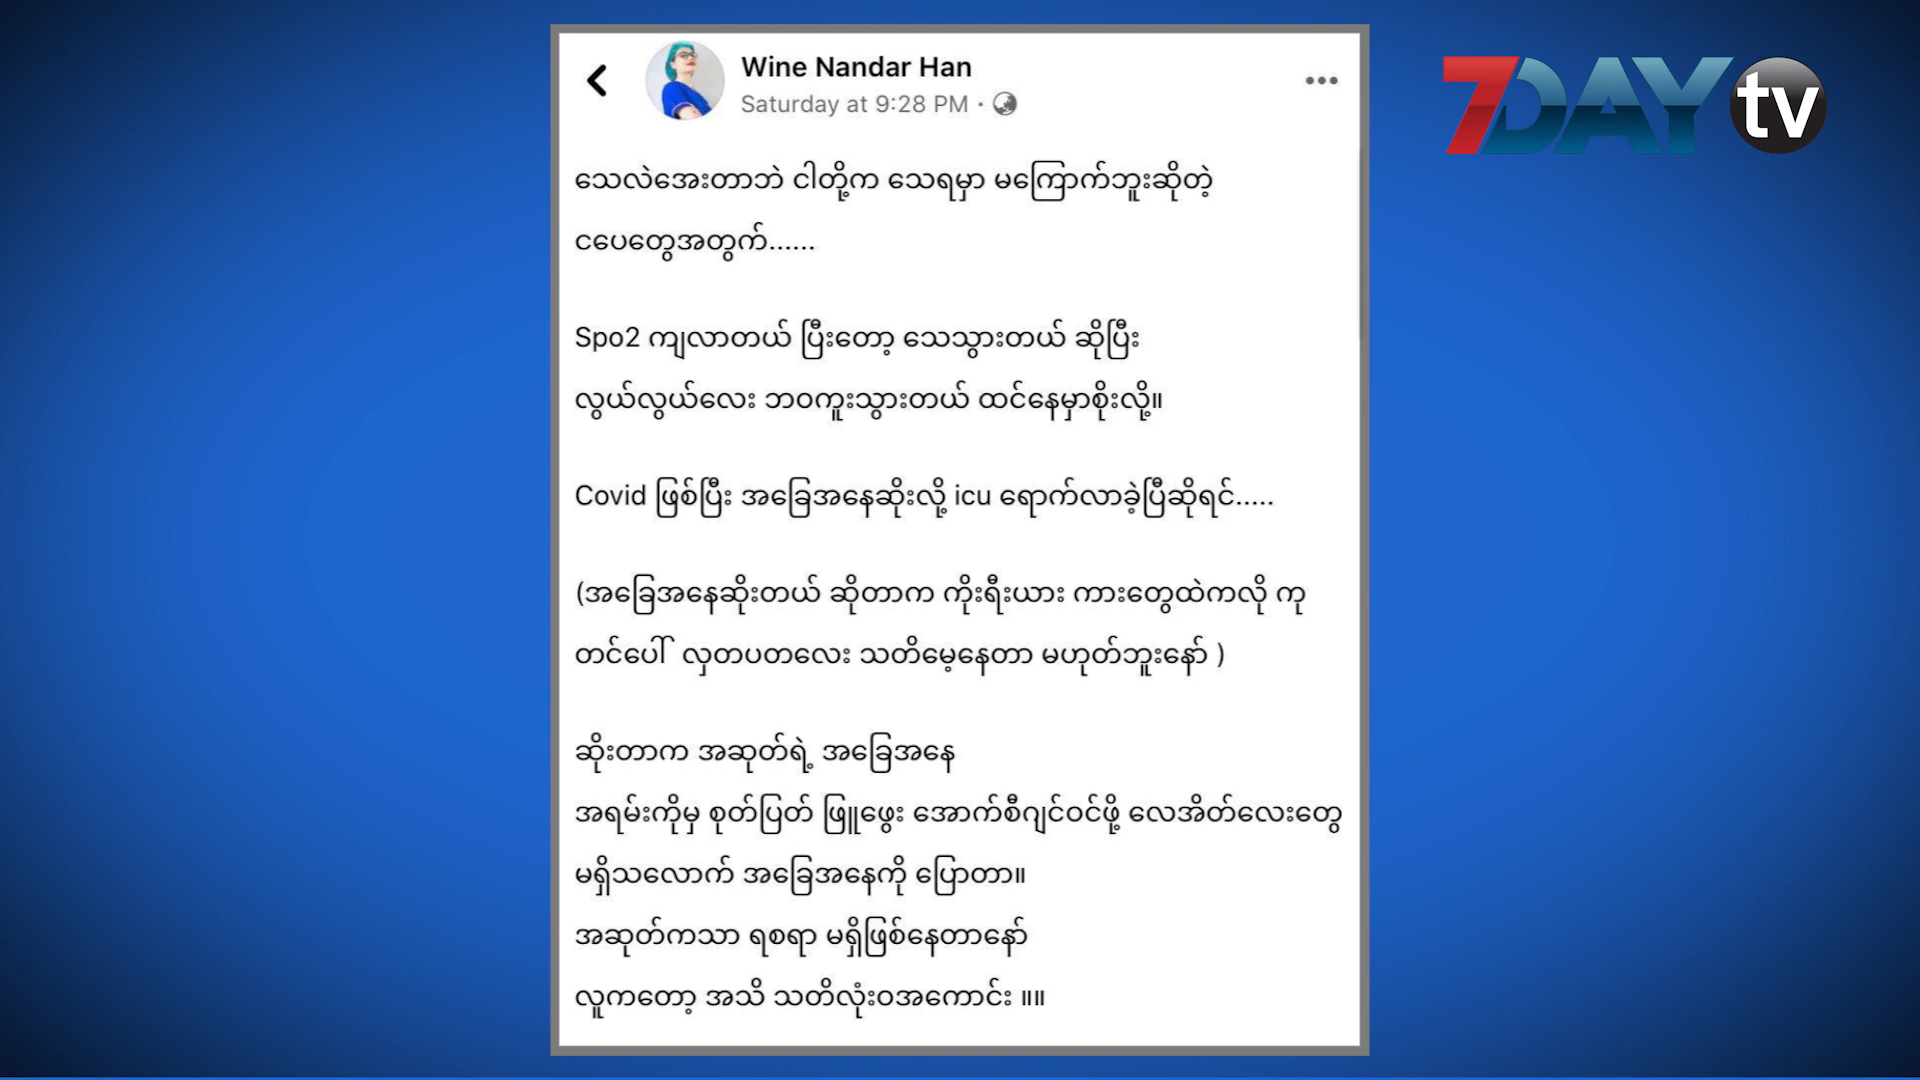 Wine Nandar Han
Saturday at 9:28 PM ·
7DAY tv
သေလဲအေးတာဘဲ ငါတို့က သေရမှာ မကြောက်ဘူးဆိုတဲ့
ငပေတွေအတွက်......
Spo2 ကျလာတယ် ပြီးတော့ သေသွားတယ် ဆိုပြီး
လွယ်လွယ်လေး ဘဝကူးသွားတယ် ထင်နေမှာစိုးလို့။
Covid ဖြစ်ပြီး အခြေအနေဆိုးလို့ icu ရောက်လာခဲ့ပြီဆိုရင်.....
(အခြေအနေဆိုးတယ် ဆိုတာက ကိုးရီးယား ကားတွေထဲကလို ကု
တင်ပေါ် လှတပတလေး သတိမေ့နေတာ မဟုတ်ဘူးနော် )
ဆိုးတာက အဆုတ်ရဲ့ အခြေအနေ
အရမ်းကိုမှ စုတ်ပြတ် ဖြူဖွေး အောက်စီဂျင်ဝင်ဖို့ လေအိတ်လေးတွေ
မရှိသလောက် အခြေအနေကို ပြောတာ။
အဆုတ်ကသာ ရစရာ မရှိဖြစ်နေတာနော်
လူကတော့ အသိ သတိလုံးဝအကောင်း ။။